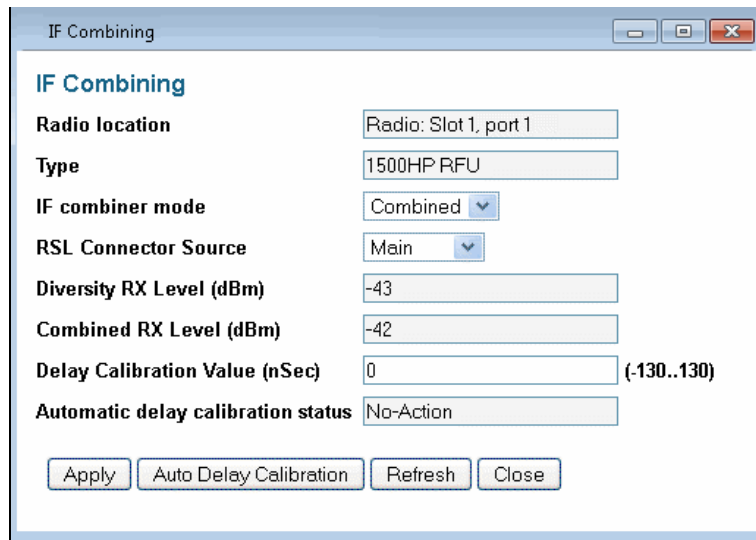 IF Combining
IF Combining
Radio location Radio: Slot 1, port 1
Type 1500HP RFU
IF combiner mode Combined
RSL Connector Source Main
Diversity RX Level (dBm) -43
Combined RX Level (dBm) -42
Delay Calibration Value (nSec) 0 (-130..130)
Automatic delay calibration status No-Action
Apply Auto Delay Calibration Refresh Close